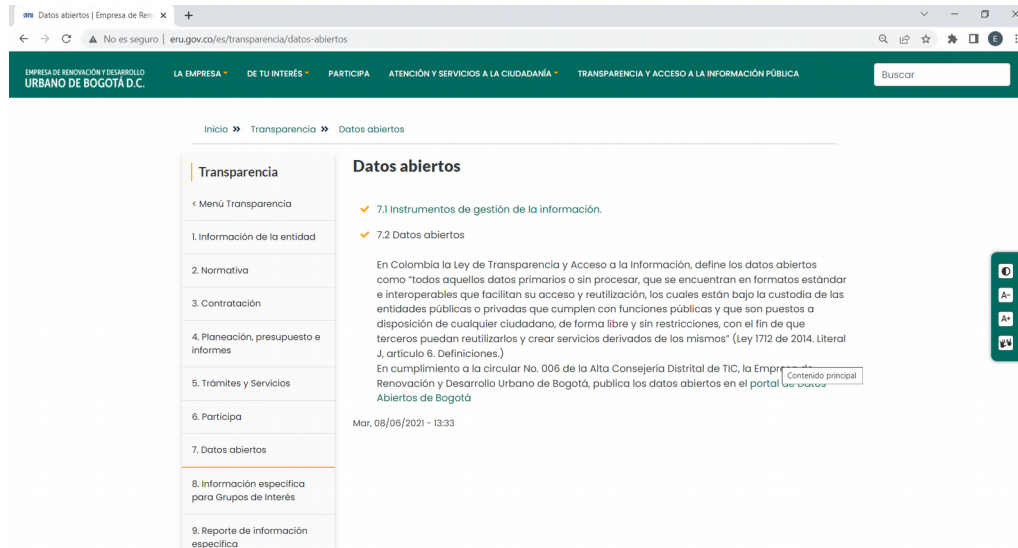 eru Datos abiertos | Empresa de Ren
No es seguro | eru.gov.co/es/transparencia/datos-abiertos
E
EMPRESA DE RENOVACIÓN Y DESARROLLO
URBANO DE BOGOTÁ D.C.
LA EMPRESA DE TU INTERÉS PARTICIPA ATENCIÓN Y SERVICIOS A LA CIUDADANÍA TRANSPARENCIA Y ACCESO A LA INFORMACIÓN PÚBLICA
Buscar
Inicio » Transparencia » Datos abiertos
Transparencia
< Menú Transparencia
1. Información de la entidad
2. Normativa
3. Contratación
4. Planeación, presupuesto e
informes
5. Trámites y Servicios
6. Participa
7. Datos abiertos
8. Información específica
para Grupos de Interés
9. Reporte de información
especifica
Datos abiertos
7.1 Instrumentos de gestión de la información.
7.2 Datos abiertos
En Colombia la Ley de Transparencia y Acceso a la Información, define los datos abiertos
como “todos aquellos datos primarios o sin procesar, que se encuentran en formatos estándar
e interoperables que facilitan su acceso y reutilización, los cuales están bajo la custodia de las
entidades públicas o privadas que cumplen con funciones públicas y que son puestos a
disposición de cualquier ciudadano, de forma libre y sin restricciones, con el fin de que
terceros puedan reutilizarlos y crear servicios derivados de los mismos” (Ley 1712 de 2014. Literal
J, articulo 6. Definiciones.)
En cumplimiento a la circular No. 006 de la Alta Consejería Distrital de TIC, la Empresa de
Renovación y Desarrollo Urbano de Bogotá, publica los datos abiertos en el portal de Datos
Abiertos de Bogotá
Contenido principal
Mar, 08/06/2021 - 13:33
A-
A+